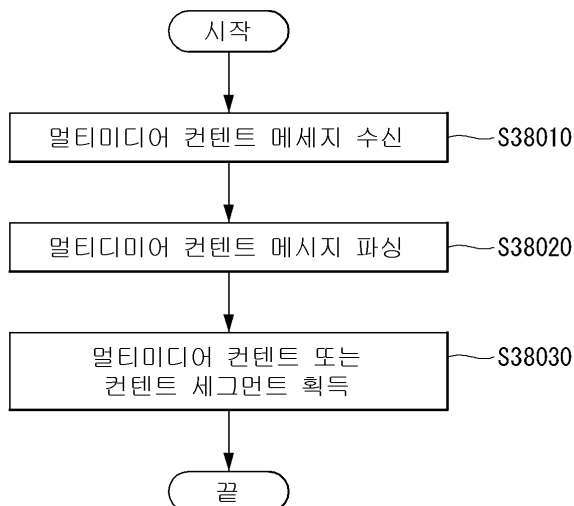 시작
멀티미디어 컨텐트 메세지 수신
S38010
멀티디미어 컨텐트 메시지 파싱
S38020
멀티미디어 컨텐트 또는
컨텐트 세그먼트 획득
S38030
끝